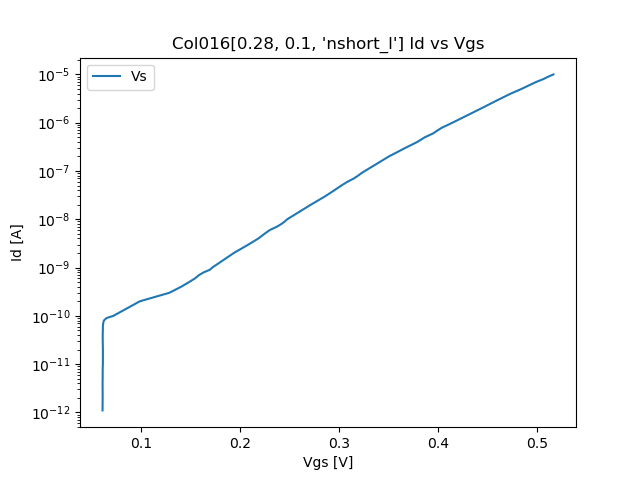 Col016[0.28, 0.1, 'nshort_l'] Id vs Vgs
Vs
10⁻⁵
10⁻⁶
10⁻⁷
10⁻⁸
10⁻⁹
10⁻¹⁰
10⁻¹¹
10⁻¹²
Id [A]
0.1 0.2 0.3 0.4 0.5
Vgs [V]